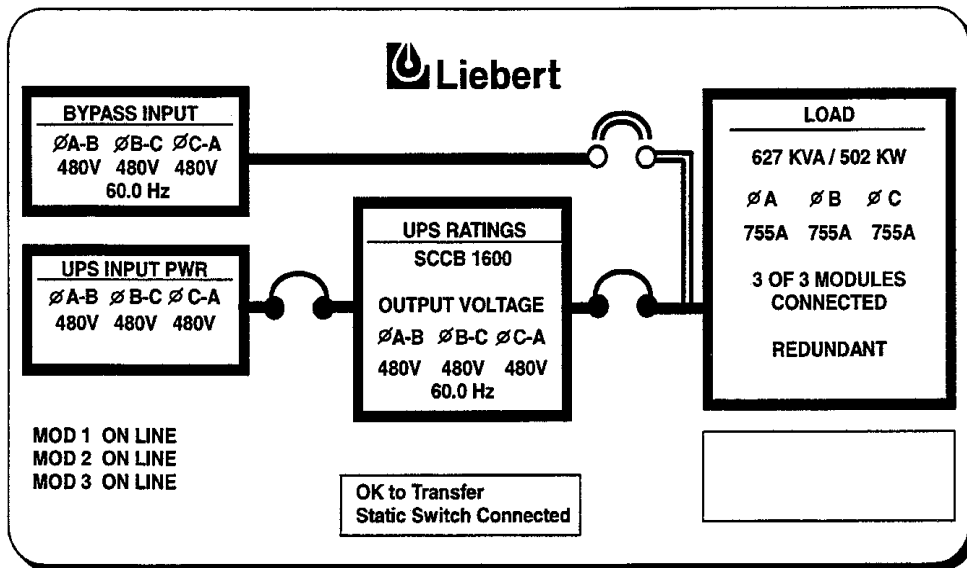 Liebert
BYPASS INPUT
ØA-B ØB-C ØC-A
480V 480V 480V
60.0 Hz
UPS INPUT PWR
ØA-B ØB-C ØC-A
480V 480V 480V
UPS RATINGS
SCCB 1600
OUTPUT VOLTAGE
ØA-B ØB-C ØC-A
480V 480V 480V
60.0 Hz
LOAD
627 KVA / 502 KW
ØA ØB ØC
755A 755A 755A
3 OF 3 MODULES
CONNECTED
REDUNDANT
MOD 1 ON LINE
MOD 2 ON LINE
MOD 3 ON LINE
OK to Transfer
Static Switch Connected